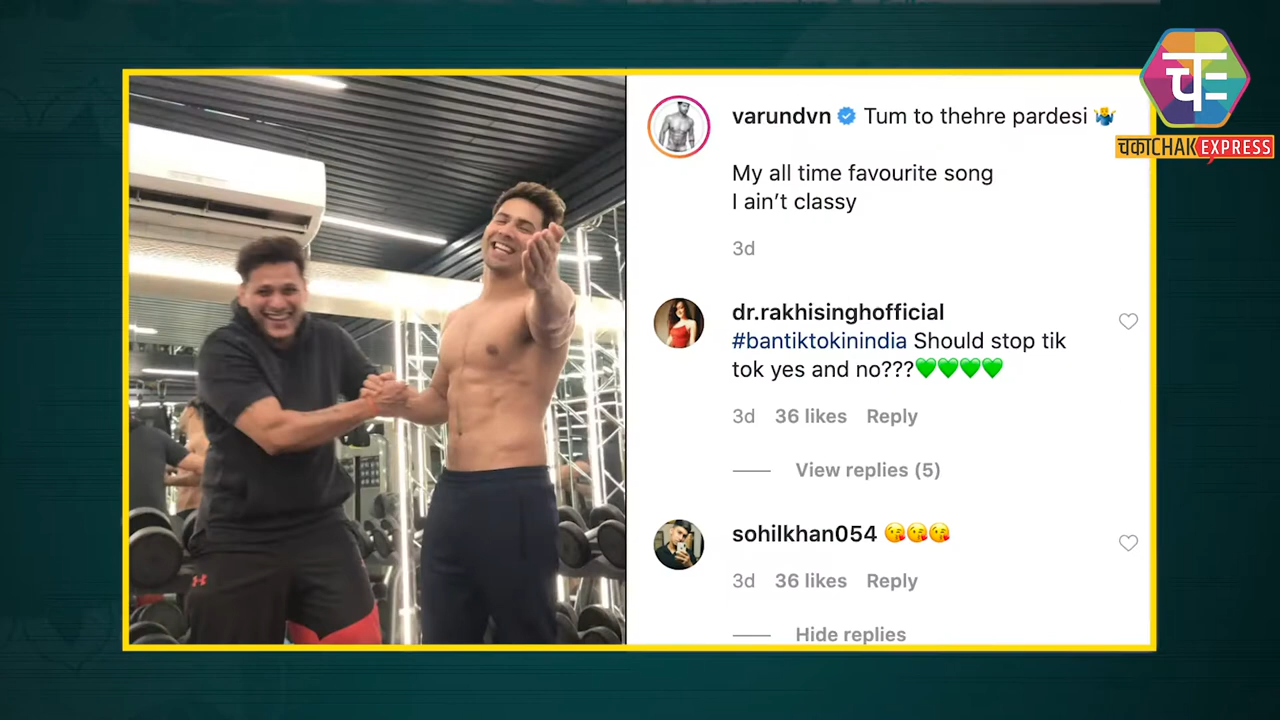 varundvn Tum to thehre pardesi 🤷‍♂️
My all time favourite song
I ain't classy
3d
dr.rakhisinghofficial
#bantiktokinindia Should stop tik
tok yes and no???💚💚💚💚
3d 36 likes Reply
View replies (5)
sohilkhan054 😘😘😘
3d 36 likes Reply
Hide replies
चकाCHAK EXPRESS